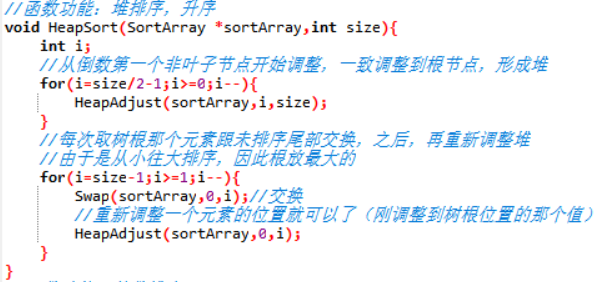 //函数功能：堆排序，升序
void HeapSort(SortArray *sortArray,int size){
int i;
//从倒数第一个非叶子节点开始调整，一致调整到根节点，形成堆
for(i=size/2-1;i>=0;i--){
HeapAdjust(sortArray,i,size);
}
//每次取树根那个元素跟未排序尾部交换，之后，再重新调整堆
//由于是从小往大排序，因此根放最大的
for(i=size-1;i>=1;i--){
Swap(sortArray,0,i);//交换
//重新调整一个元素的位置就可以了（刚调整到树根位置的那个值）
HeapAdjust(sortArray,0,i);
}
}